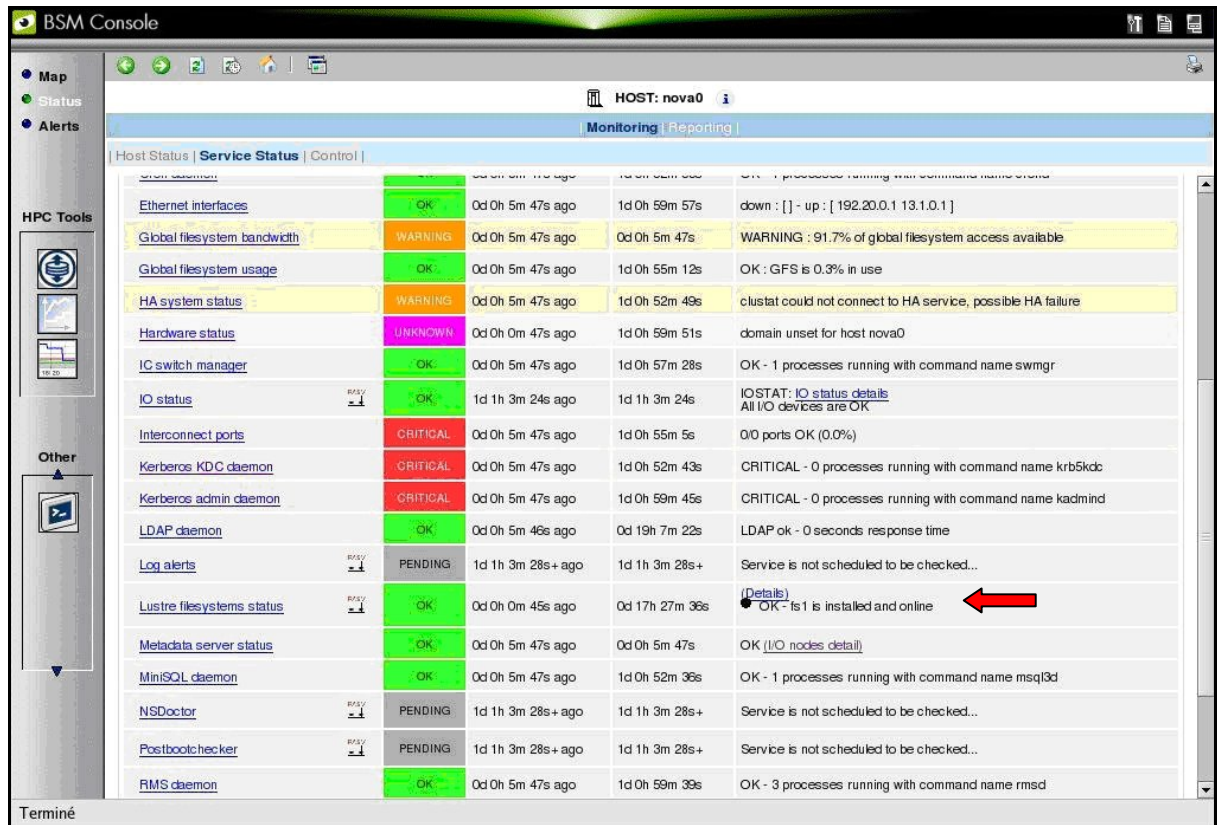 BSM Console
Map
Status
Alerts
HOST: nova0 i
| Monitoring | Reporting |
| Host Status | Service Status | Control |
HPC Tools
Ethernet interfaces OK 0d 0h 5m 47s ago 1d 0h 59m 57s down : [ ] - up : [ 192.20.0.1 13.1.0.1 ]
Global filesystem bandwidth WARNING 0d 0h 5m 47s ago 0d 0h 5m 47s WARNING : 91.7% of global filesystem access available
Global filesystem usage OK 0d 0h 5m 47s ago 1d 0h 55m 12s OK : GFS is 0.3% in use
HA system status WARNING 0d 0h 5m 47s ago 1d 0h 52m 49s clustat could not connect to HA service, possible HA failure
Hardware status UNKNOWN 0d 0h 0m 47s ago 1d 0h 59m 51s domain unset for host nova0
IC switch manager OK 0d 0h 5m 47s ago 1d 0h 57m 28s OK - 1 processes running with command name swmgr
IO status OK 1d 1h 3m 24s ago 1d 1h 3m 24s IOSTAT: IO status details
All I/O devices are OK
Interconnect ports CRITICAL 0d 0h 5m 47s ago 1d 0h 55m 5s 0/0 ports OK (0.0%)
Other
Kerberos KDC daemon CRITICAL 0d 0h 5m 47s ago 1d 0h 52m 43s CRITICAL - 0 processes running with command name krb5kdc
Kerberos admin daemon CRITICAL 0d 0h 5m 47s ago 1d 0h 59m 45s CRITICAL - 0 processes running with command name kadmind
LDAP daemon OK 0d 0h 5m 46s ago 0d 19h 7m 22s LDAP ok - 0 seconds response time
Log alerts PENDING 1d 1h 3m 28s+ ago 1d 1h 3m 28s+ Service is not scheduled to be checked...
(Details)
Lustre filesystems status OK 0d 0h 0m 45s ago 0d 17h 27m 36s OK - fs1 is installed and online
Metadata server status OK 0d 0h 5m 47s ago 0d 0h 5m 47s OK (I/O nodes detail)
MiniSQL daemon OK 0d 0h 5m 47s ago 1d 0h 52m 36s OK - 1 processes running with command name msql3d
NSDoctor PENDING 1d 1h 3m 28s+ ago 1d 1h 3m 28s+ Service is not scheduled to be checked...
Postbootchecker PENDING 1d 1h 3m 28s+ ago 1d 1h 3m 28s+ Service is not scheduled to be checked...
RMS daemon OK 0d 0h 5m 47s ago 1d 0h 59m 39s OK - 3 processes running with command name rmsd
Terminé